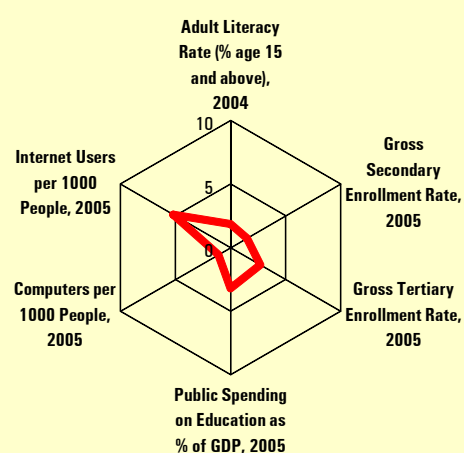 Adult Literacy
Rate (% age 15
and above),
2004
10
5
0
Gross
Secondary
Enrollment Rate,
2005
Gross Tertiary
Enrollment Rate,
2005
Public Spending
on Education as
% of GDP, 2005
Computers per
1000 People,
2005
Internet Users
per 1000
People, 2005